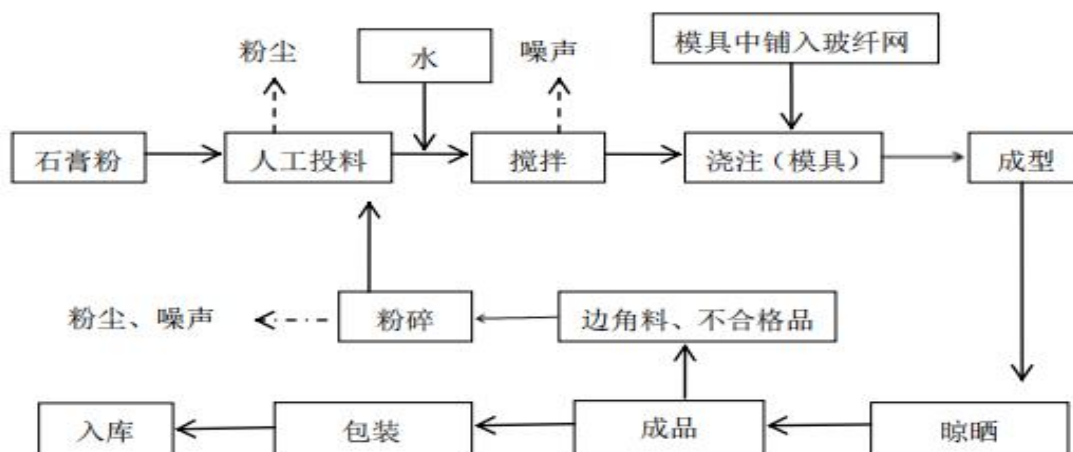 粉尘
水
噪声
模具中铺入玻纤网
石膏粉
人工投料
搅拌
浇注（模具）
成型
粉尘、噪声
粉碎
边角料、不合格品
入库
包装
成品
晾晒